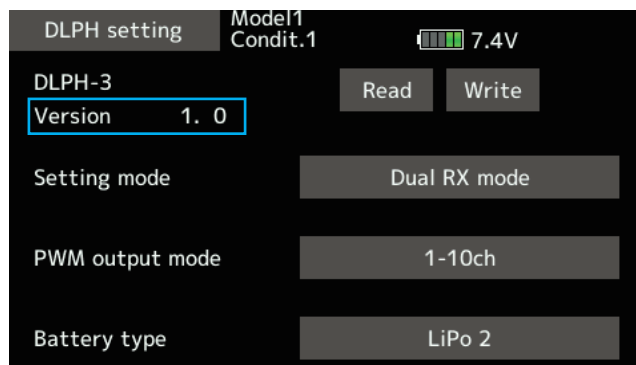 DLPH setting
Model1
Condit.1
7.4V
DLPH-3
Read Write
Version 1. 0
Setting mode Dual RX mode
PWM output mode 1-10ch
Battery type LiPo 2